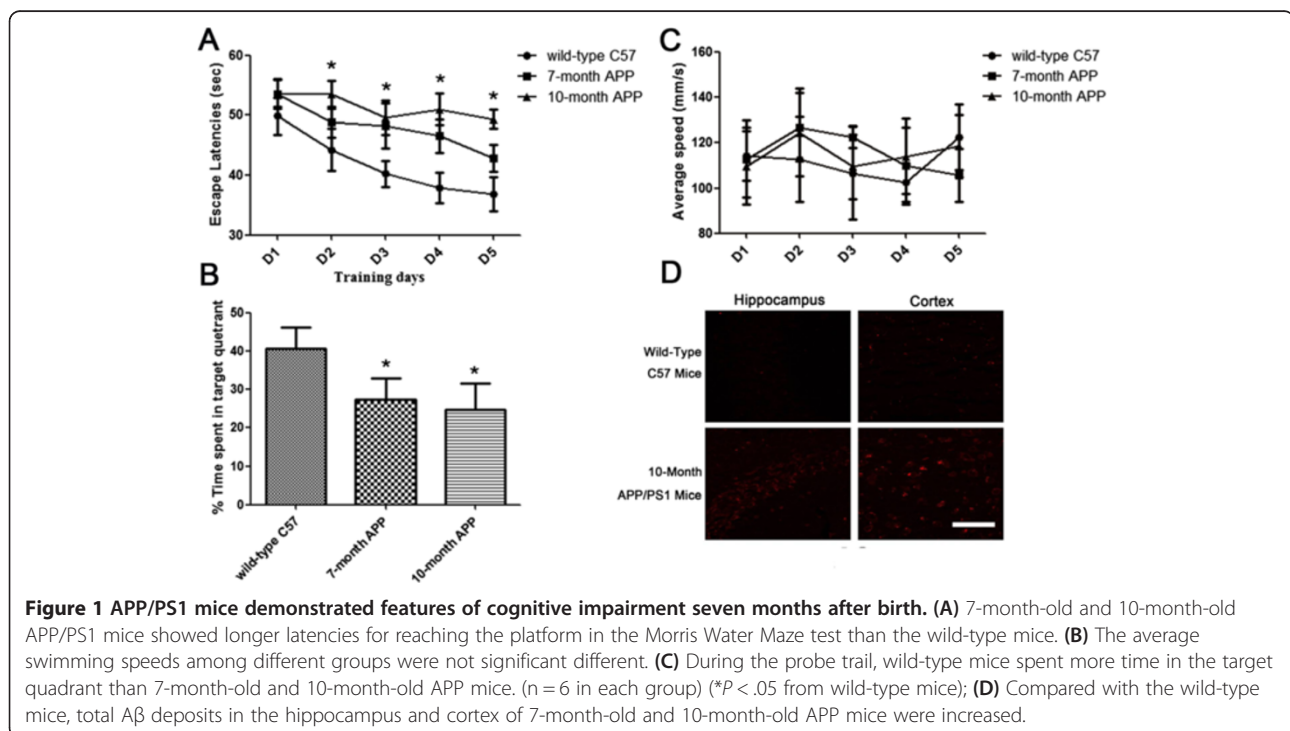 A
wild-type C57
7-month APP
10-month APP
Escape Latencies (sec)
60
50
40
30
*
*
*
*
D1
D2
D3
D4
D5
Training days
C
wild-type C57
7-month APP
10-month APP
Average speed (mm/s)
160
140
120
100
80
D1
D2
D3
D4
D5
B
% Time spent in target quetrant
50
40
30
20
10
0
*
*
wild-type C57
7-month APP
10-month APP
D
Hippocampus
Cortex
Wild-Type
C57 Mice
10-Month
APP/PS1 Mice
Figure 1 APP/PS1 mice demonstrated features of cognitive impairment seven months after birth. (A) 7-month-old and 10-month-old
APP/PS1 mice showed longer latencies for reaching the platform in the Morris Water Maze test than the wild-type mice. (B) The average
swimming speeds among different groups were not significant different. (C) During the probe trail, wild-type mice spent more time in the target
quadrant than 7-month-old and 10-month-old APP mice. (n = 6 in each group) (*P < .05 from wild-type mice); (D) Compared with the wild-type
mice, total Aβ deposits in the hippocampus and cortex of 7-month-old and 10-month-old APP mice were increased.